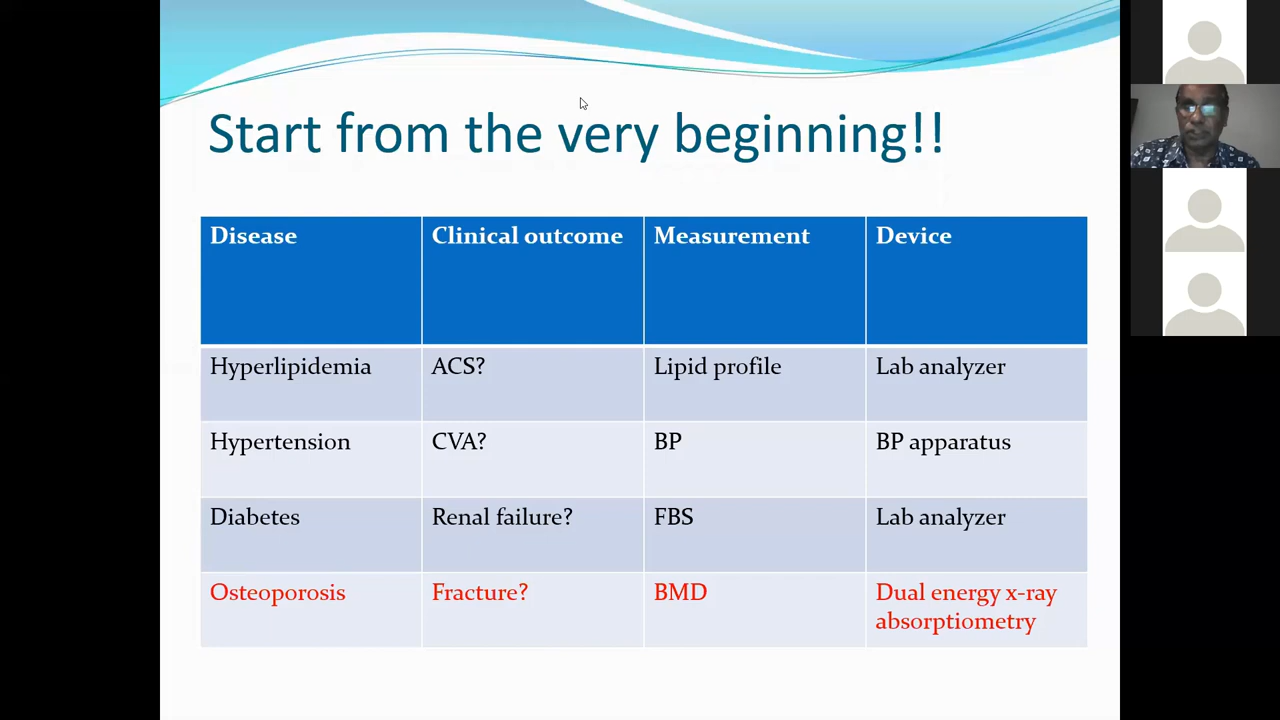 Start from the very beginning!!
Disease Clinical outcome Measurement Device
Hyperlipidemia ACS? Lipid profile Lab analyzer
Hypertension CVA? BP BP apparatus
Diabetes Renal failure? FBS Lab analyzer
Osteoporosis Fracture? BMD Dual energy x-ray
absorptiometry